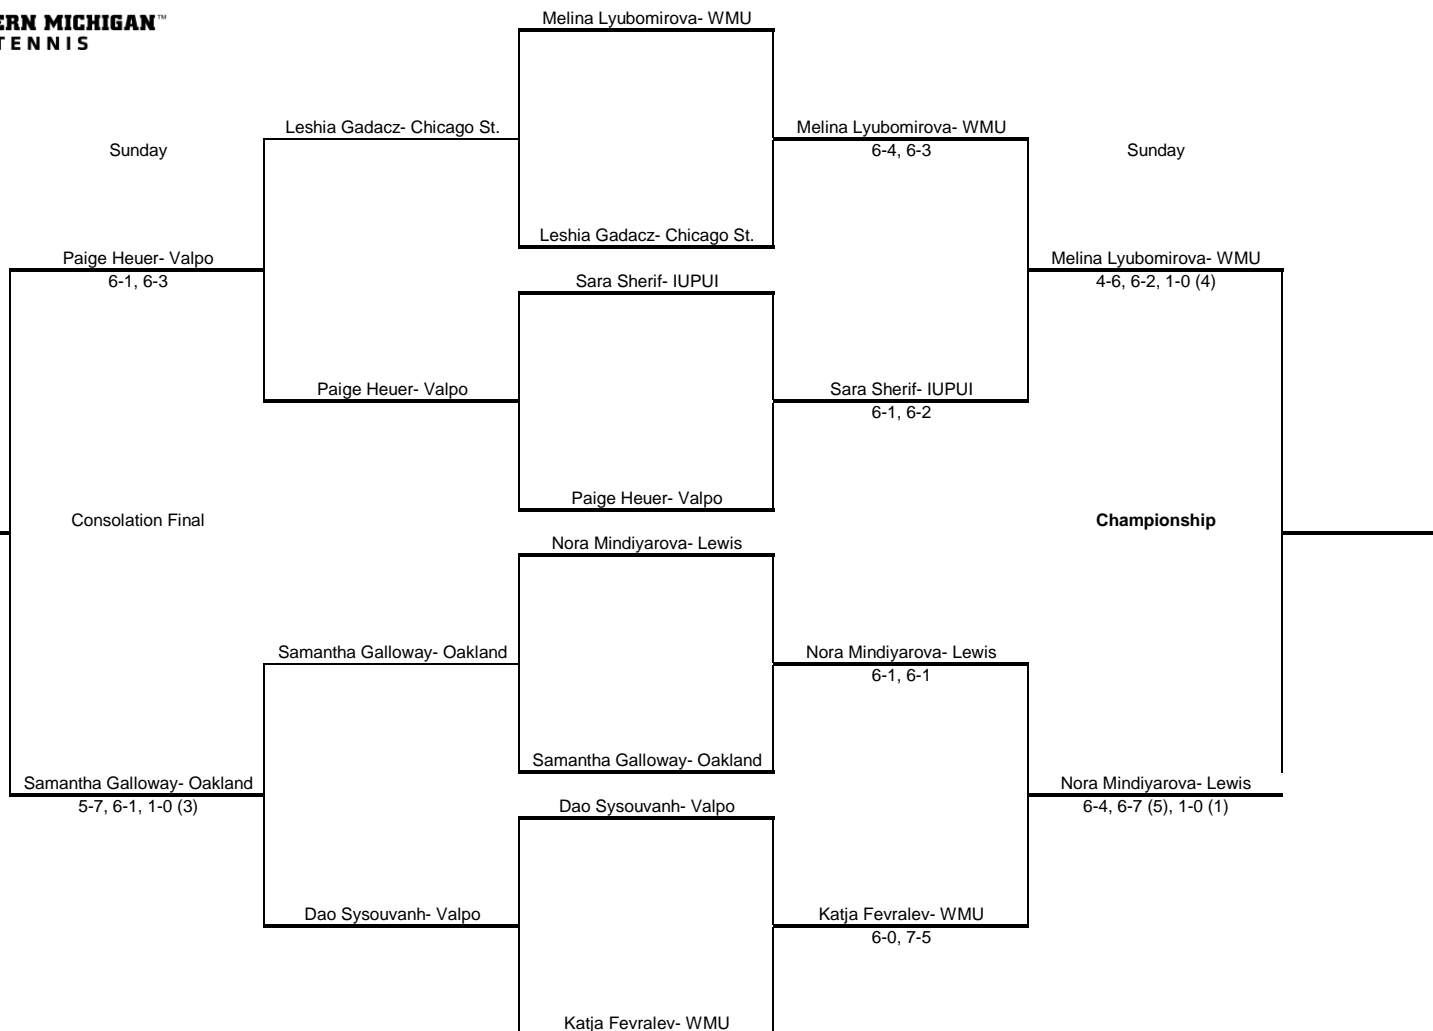 TENNIS
Melina Lyubomirova- WMU
Leshia Gadacz- Chicago St.
Melina Lyubomirova- WMU
Sunday
6-4, 6-3
Sunday
Leshia Gadacz- Chicago St.
Paige Heuer- Valpo
Melina Lyubomirova- WMU
6-1, 6-3
Sara Sherif- IUPUI
4-6, 6-2, 1-0 (4)
Paige Heuer- Valpo
Sara Sherif- IUPUI
6-1, 6-2
Paige Heuer- Valpo
Consolation Final
Championship
Nora Mindiyarova- Lewis
Samantha Galloway- Oakland
Nora Mindiyarova- Lewis
6-1, 6-1
Samantha Galloway- Oakland
Samantha Galloway- Oakland
Nora Mindiyarova- Lewis
5-7, 6-1, 1-0 (3)
Dao Sysouvanh- Valpo
6-4, 6-7 (5), 1-0 (1)
Dao Sysouvanh- Valpo
Katja Fevralev- WMU
6-0, 7-5
Katja Fevralev- WMU